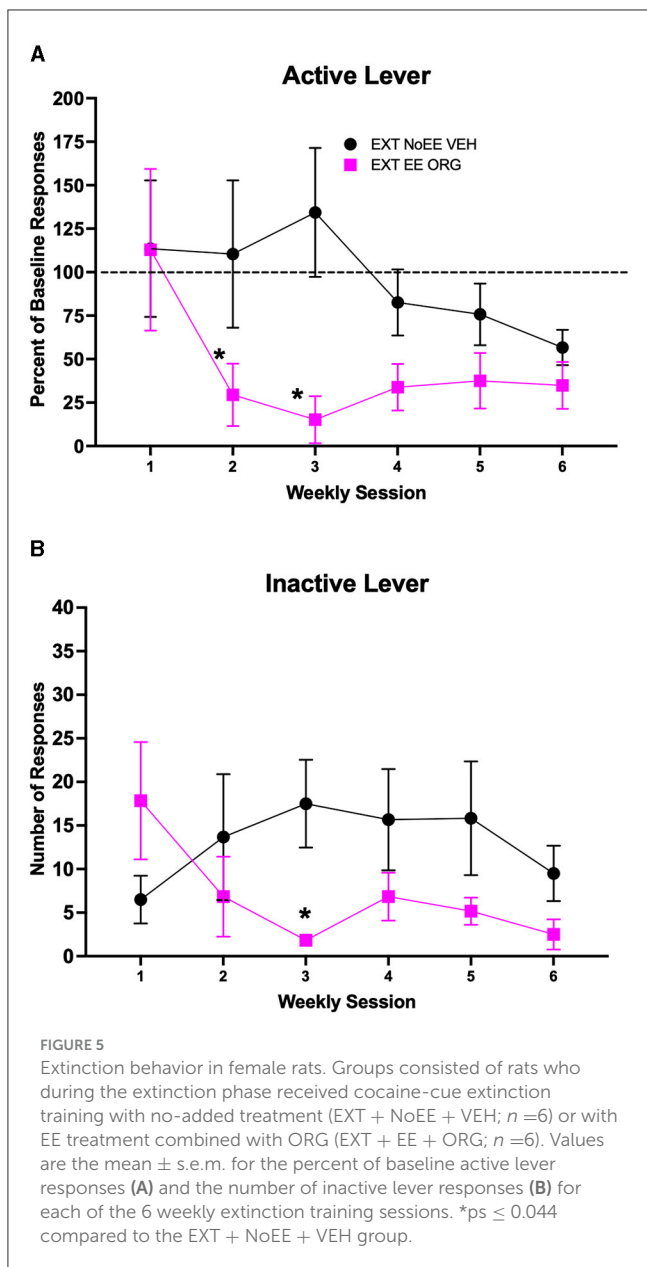 A
Active Lever
200
175
150
125
100
75
50
25
0
Percent of Baseline Responses
EXT NoEE VEH
EXT EE ORG
*
*
1 2 3 4 5 6
Weekly Session
B
Inactive Lever
40
35
30
25
20
15
10
5
0
Number of Responses
*
1 2 3 4 5 6
Weekly Session
FIGURE 5
Extinction behavior in female rats. Groups consisted of rats who
during the extinction phase received cocaine-cue extinction
training with no-added treatment (EXT + NoEE + VEH; n =6) or with
EE treatment combined with ORG (EXT + EE + ORG; n =6). Values
are the mean ± s.e.m. for the percent of baseline active lever
responses (A) and the number of inactive lever responses (B) for
each of the 6 weekly extinction training sessions. *ps ≤ 0.044
compared to the EXT + NoEE + VEH group.